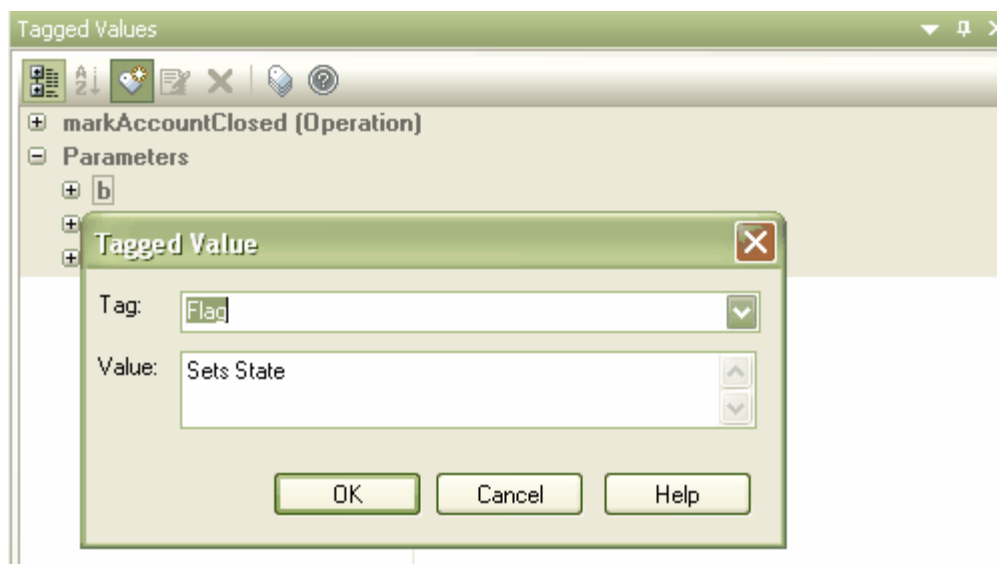 Tagged Values
markAccountClosed (Operation)
Parameters
b
Tagged Value
Tag:
Flag
Value:
Sets State
OK
Cancel
Help